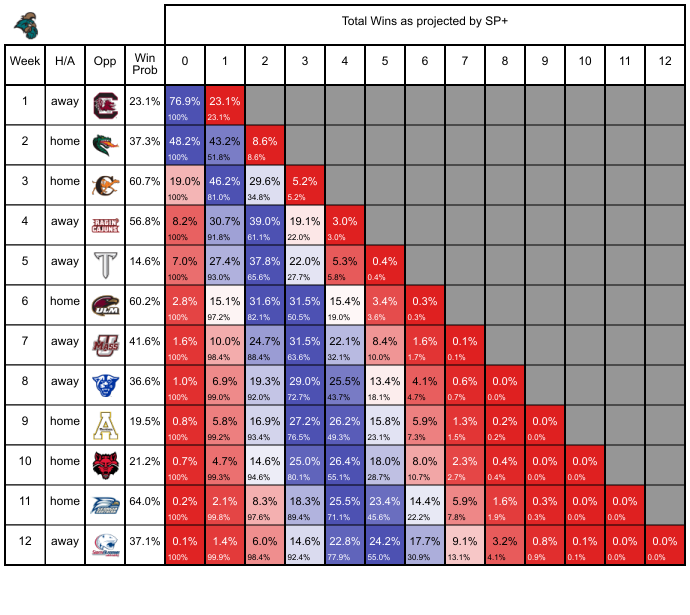 Total Wins as projected by SP+
Week H/A Opp Win Prob 0 1 2 3 4 5 6 7 8 9 10 11 12
1 away 23.1% 76.9% 23.1%
100% 23.1%
2 home 37.3% 48.2% 43.2% 8.6%
100% 51.8% 8.6%
3 home C 60.7% 19.0% 46.2% 29.6% 5.2%
100% 81.0% 34.8% 5.2%
4 away RAGIN' CAJUNS 56.8% 8.2% 30.7% 39.0% 19.1% 3.0%
100% 91.8% 61.1% 22.0% 3.0%
5 away T 14.6% 7.0% 27.4% 37.8% 22.0% 5.3% 0.4%
100% 93.0% 65.6% 27.7% 5.8% 0.4%
6 home ULM 60.2% 2.8% 15.1% 31.6% 31.5% 15.4% 3.4% 0.3%
100% 97.2% 82.1% 50.5% 19.0% 3.6% 0.3%
7 away UMASS 41.6% 1.6% 10.0% 24.7% 31.5% 22.1% 8.4% 1.6% 0.1%
100% 98.4% 88.4% 63.6% 32.1% 10.0% 1.7% 0.1%
8 away 36.6% 1.0% 6.9% 19.3% 29.0% 25.5% 13.4% 4.1% 0.6% 0.0%
100% 99.0% 92.0% 72.7% 43.7% 18.1% 4.7% 0.7% 0.0%
9 home A 19.5% 0.8% 5.8% 16.9% 27.2% 26.2% 15.8% 5.9% 1.3% 0.2% 0.0%
100% 99.2% 93.4% 76.5% 49.3% 23.1% 7.3% 1.5% 0.2% 0.0%
10 home 21.2% 0.7% 4.7% 14.6% 25.0% 26.4% 18.0% 8.0% 2.3% 0.4% 0.0% 0.0%
100% 99.3% 94.6% 80.1% 55.1% 28.7% 10.7% 2.7% 0.4% 0.0% 0.0%
11 home 64.0% 0.2% 2.1% 8.3% 18.3% 25.5% 23.4% 14.4% 5.9% 1.6% 0.3% 0.0% 0.0%
100% 99.8% 97.6% 89.4% 71.1% 45.6% 22.2% 7.8% 1.9% 0.3% 0.0% 0.0%
12 away 37.1% 0.1% 1.4% 6.0% 14.6% 22.8% 24.2% 17.7% 9.1% 3.2% 0.8% 0.1% 0.0% 0.0%
100% 99.9% 98.4% 92.4% 77.9% 55.0% 30.9% 13.1% 4.1% 0.9% 0.1% 0.0% 0.0%